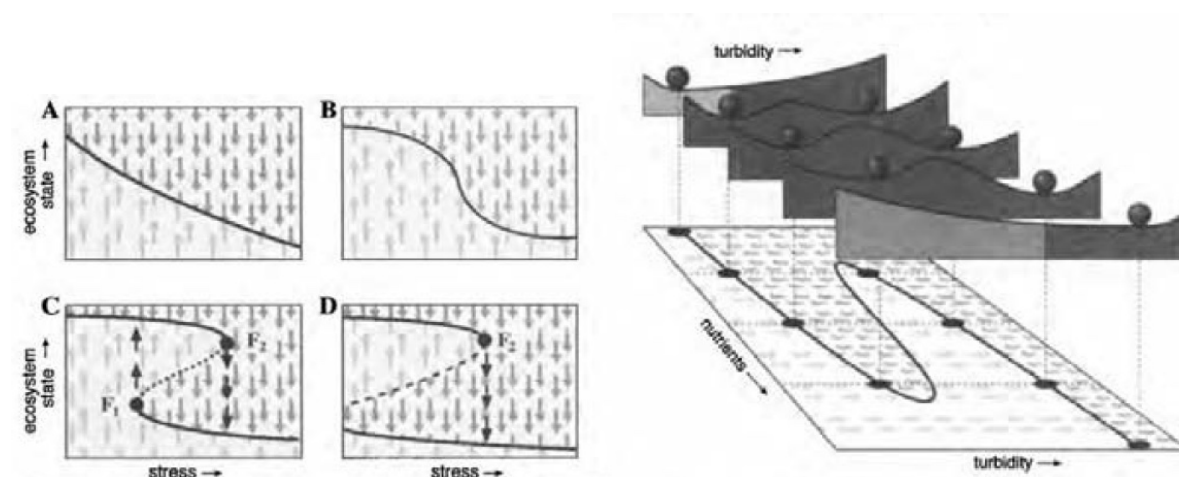 A
B
ecosystem
state →
C
F₂
F₁
D
F₂
ecosystem
state →
stress →
stress →
turbidity →
nutrients →
turbidity →